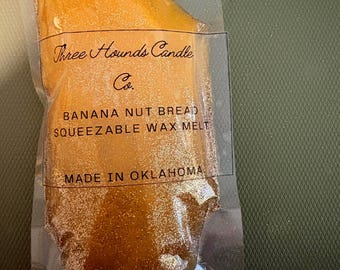 Three Hounds Candle
Co.
BANANA NUT BREAD
SQUEEZABLE WAX MELT
MADE IN OKLAHOMA